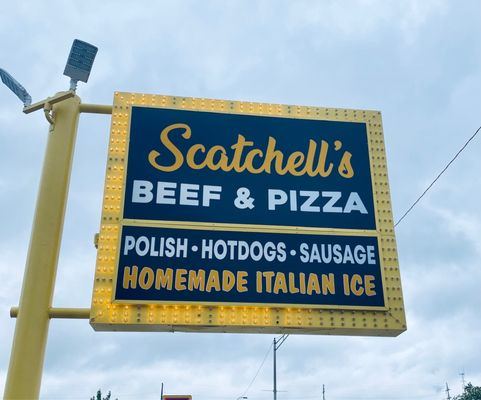 Scatchell's
BEEF & PIZZA
POLISH • HOTDOGS • SAUSAGE
HOMEMADE ITALIAN ICE